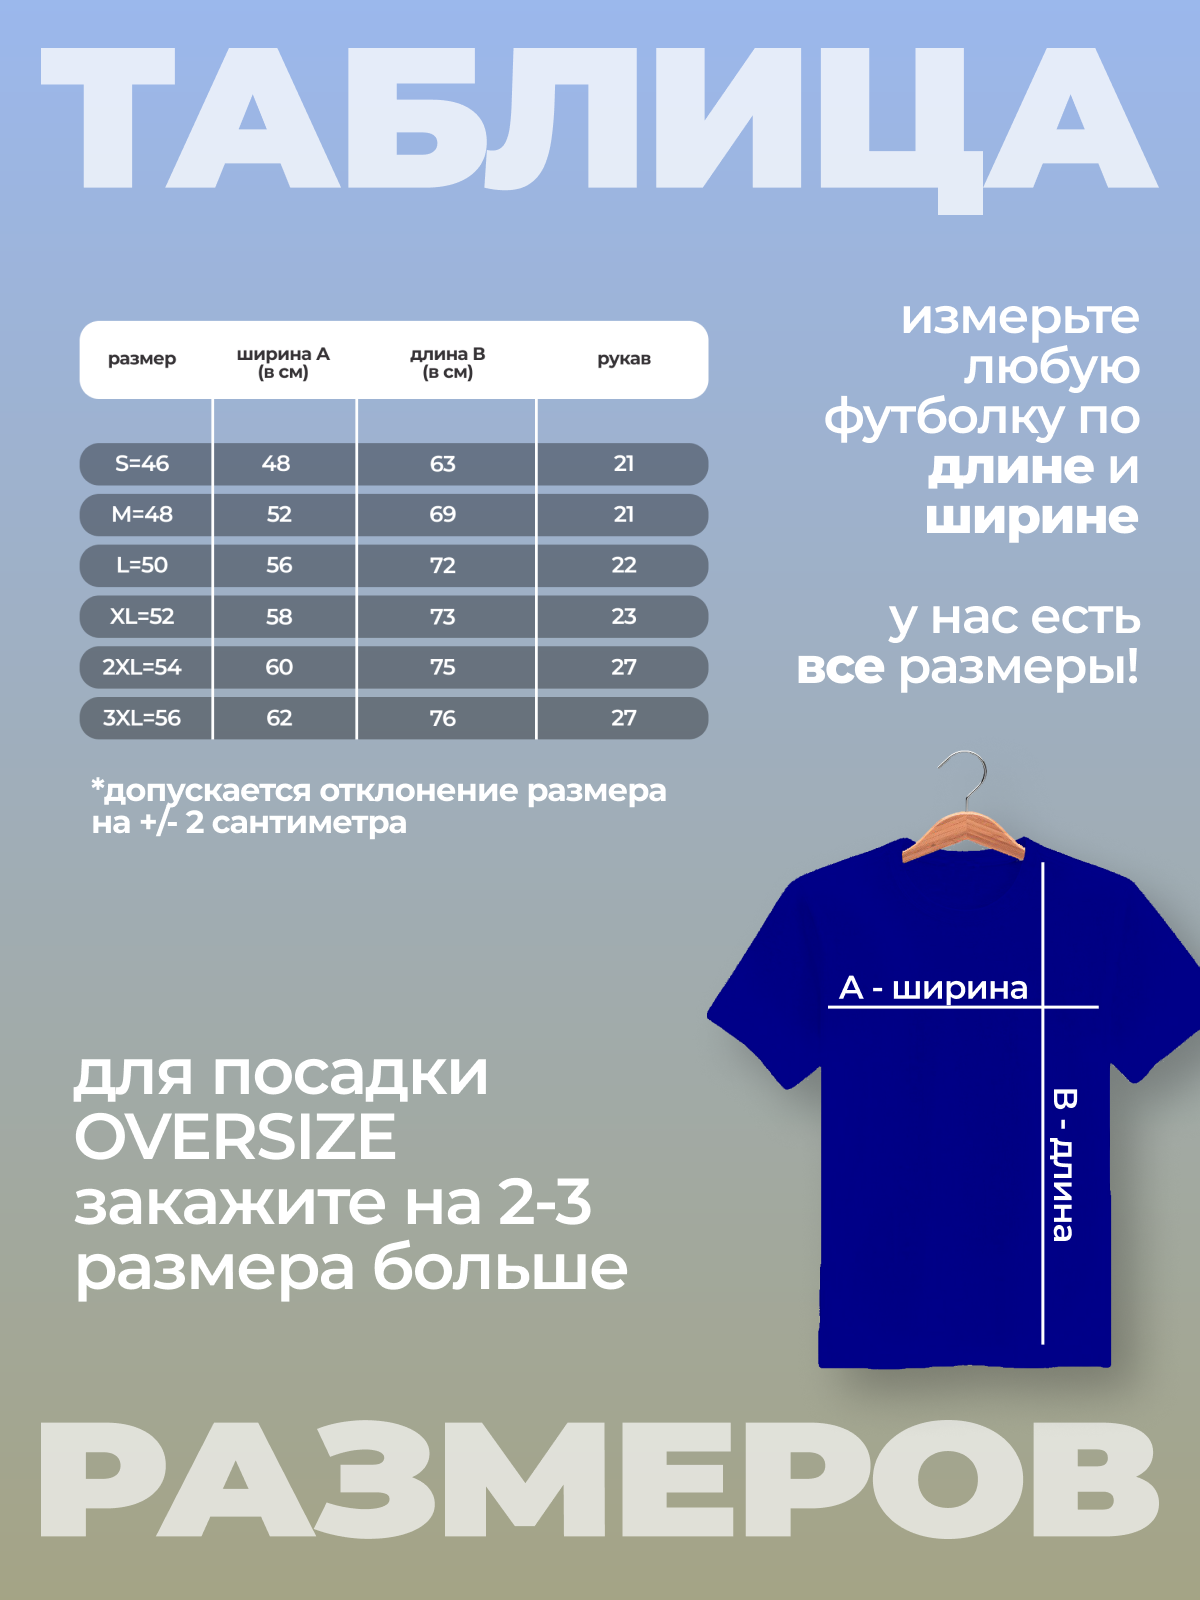 ТАБЛИЦА
размер ширина А (в см) длина В (в см) рукав
S=46 48 63 21
M=48 52 69 21
L=50 56 72 22
XL=52 58 73 23
2XL=54 60 75 27
3XL=56 62 76 27
*допускается отклонение размера
на +/- 2 сантиметра
измерьте
любую
футболку по
длине и
ширине
у нас есть
все размеры!
А - ширина
В - длина
для посадки
OVERSIZE
закажите на 2-3
размера больше
РАЗМЕРОВ